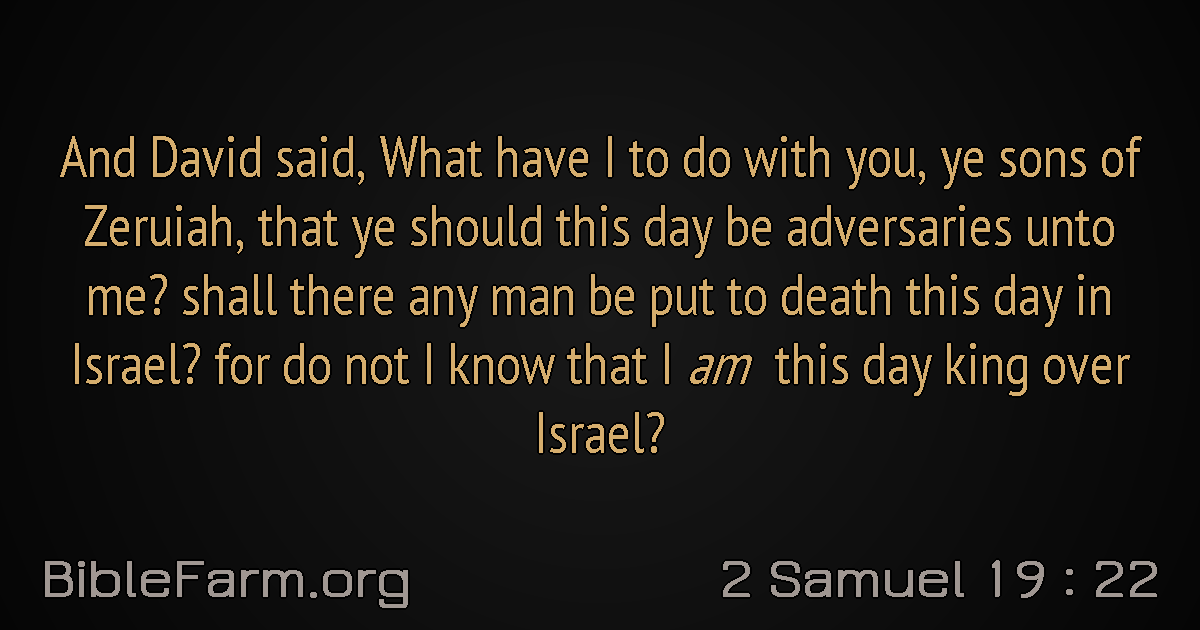 And David said, What have I to do with you, ye sons of
Zeruiah, that ye should this day be adversaries unto
me? shall there any man be put to death this day in
Israel? for do not I know that I am this day king over
Israel?
BibleFarm.org
2 Samuel 19 : 22